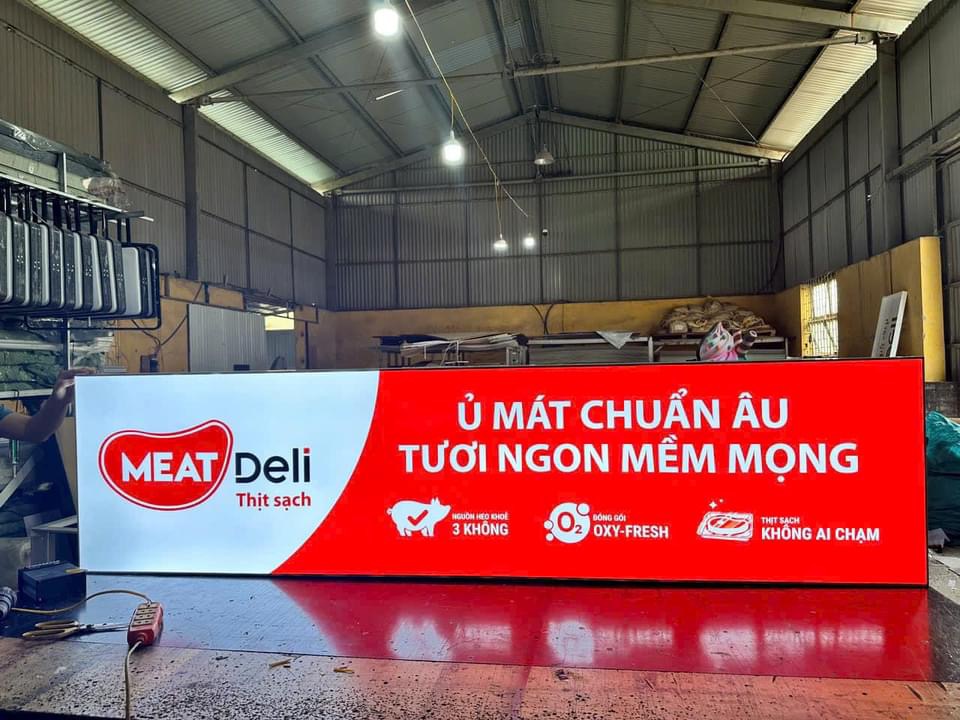 MEAT Deli
Thịt sạch
Ủ MÁT CHUẨN ÂU
TƯƠI NGON MỀM MỌNG
NGUỒN HEO KHOẺ
3 KHÔNG
O2
ĐÓNG GÓI
OXY-FRESH
THỊT SẠCH
KHÔNG AI CHẠM